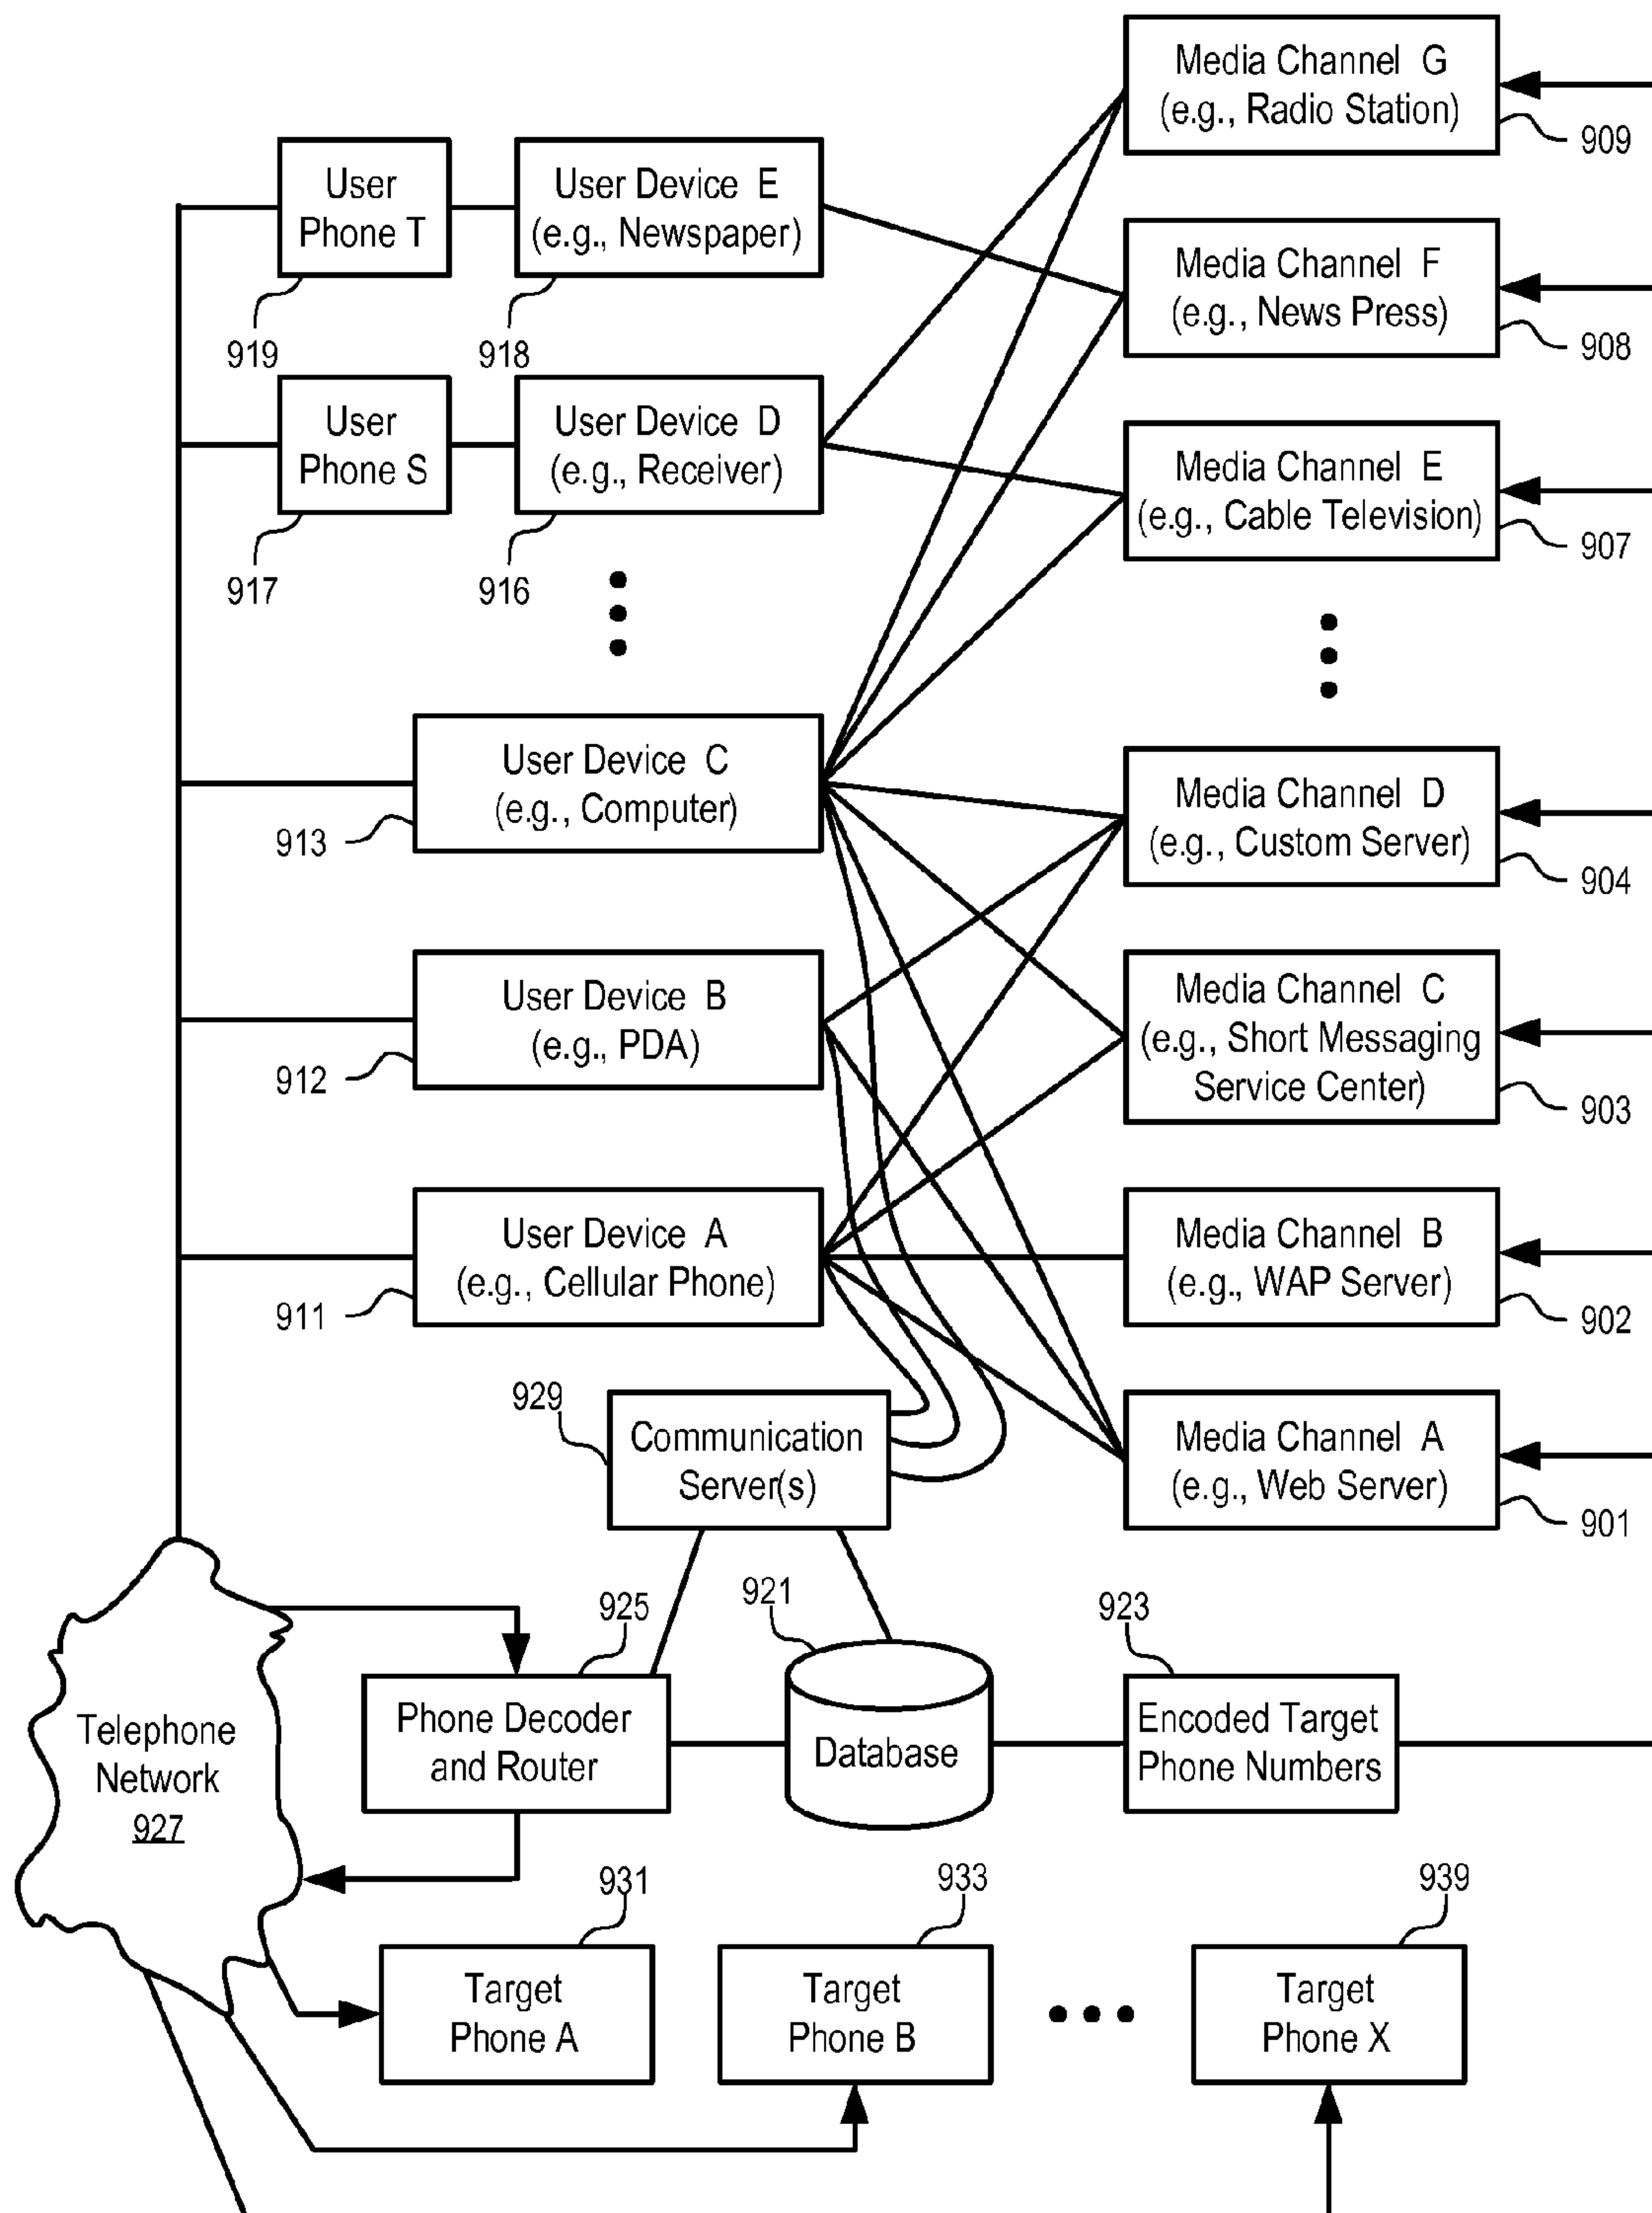 Media Channel G
(e.g., Radio Station)
909
User
Phone T
919
User Device E
(e.g., Newspaper)
918
Media Channel F
(e.g., News Press)
908
User
Phone S
917
User Device D
(e.g., Receiver)
916
Media Channel E
(e.g., Cable Television)
907
User Device C
(e.g., Computer)
913
Media Channel D
(e.g., Custom Server)
904
User Device B
(e.g., PDA)
912
Media Channel C
(e.g., Short Messaging
Service Center)
903
User Device A
(e.g., Cellular Phone)
911
Media Channel B
(e.g., WAP Server)
902
929
Communication
Server(s)
Media Channel A
(e.g., Web Server)
901
Telephone
Network
927
925
Phone Decoder
and Router
921
Database
923
Encoded Target
Phone Numbers
931
Target
Phone A
933
Target
Phone B
939
Target
Phone X